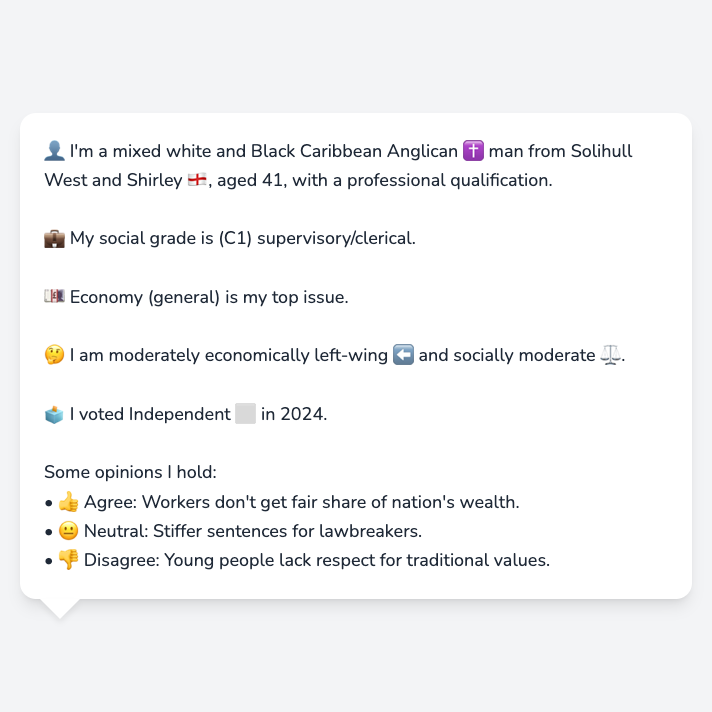 👤 I'm a mixed white and Black Caribbean Anglican ✝️ man from Solihull
West and Shirley 🏴󠁧󠁢󠁥󠁮󠁧󠁿, aged 41, with a professional qualification.
💼 My social grade is (C1) supervisory/clerical.
💷 Economy (general) is my top issue.
🤔 I am moderately economically left-wing ⬅️ and socially moderate ⚖️.
🗳️ I voted Independent ⬜ in 2024.
Some opinions I hold:
• 👍 Agree: Workers don't get fair share of nation's wealth.
• 😐 Neutral: Stiffer sentences for lawbreakers.
• 👎 Disagree: Young people lack respect for traditional values.